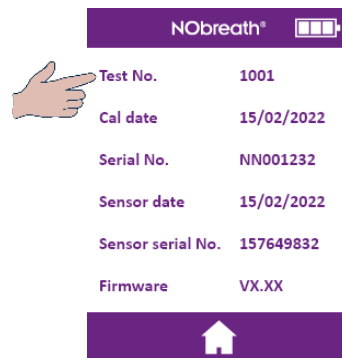 NObreath®
Test No. 1001
Cal date 15/02/2022
Serial No. NN001232
Sensor date 15/02/2022
Sensor serial No. 157649832
Firmware VX.XX